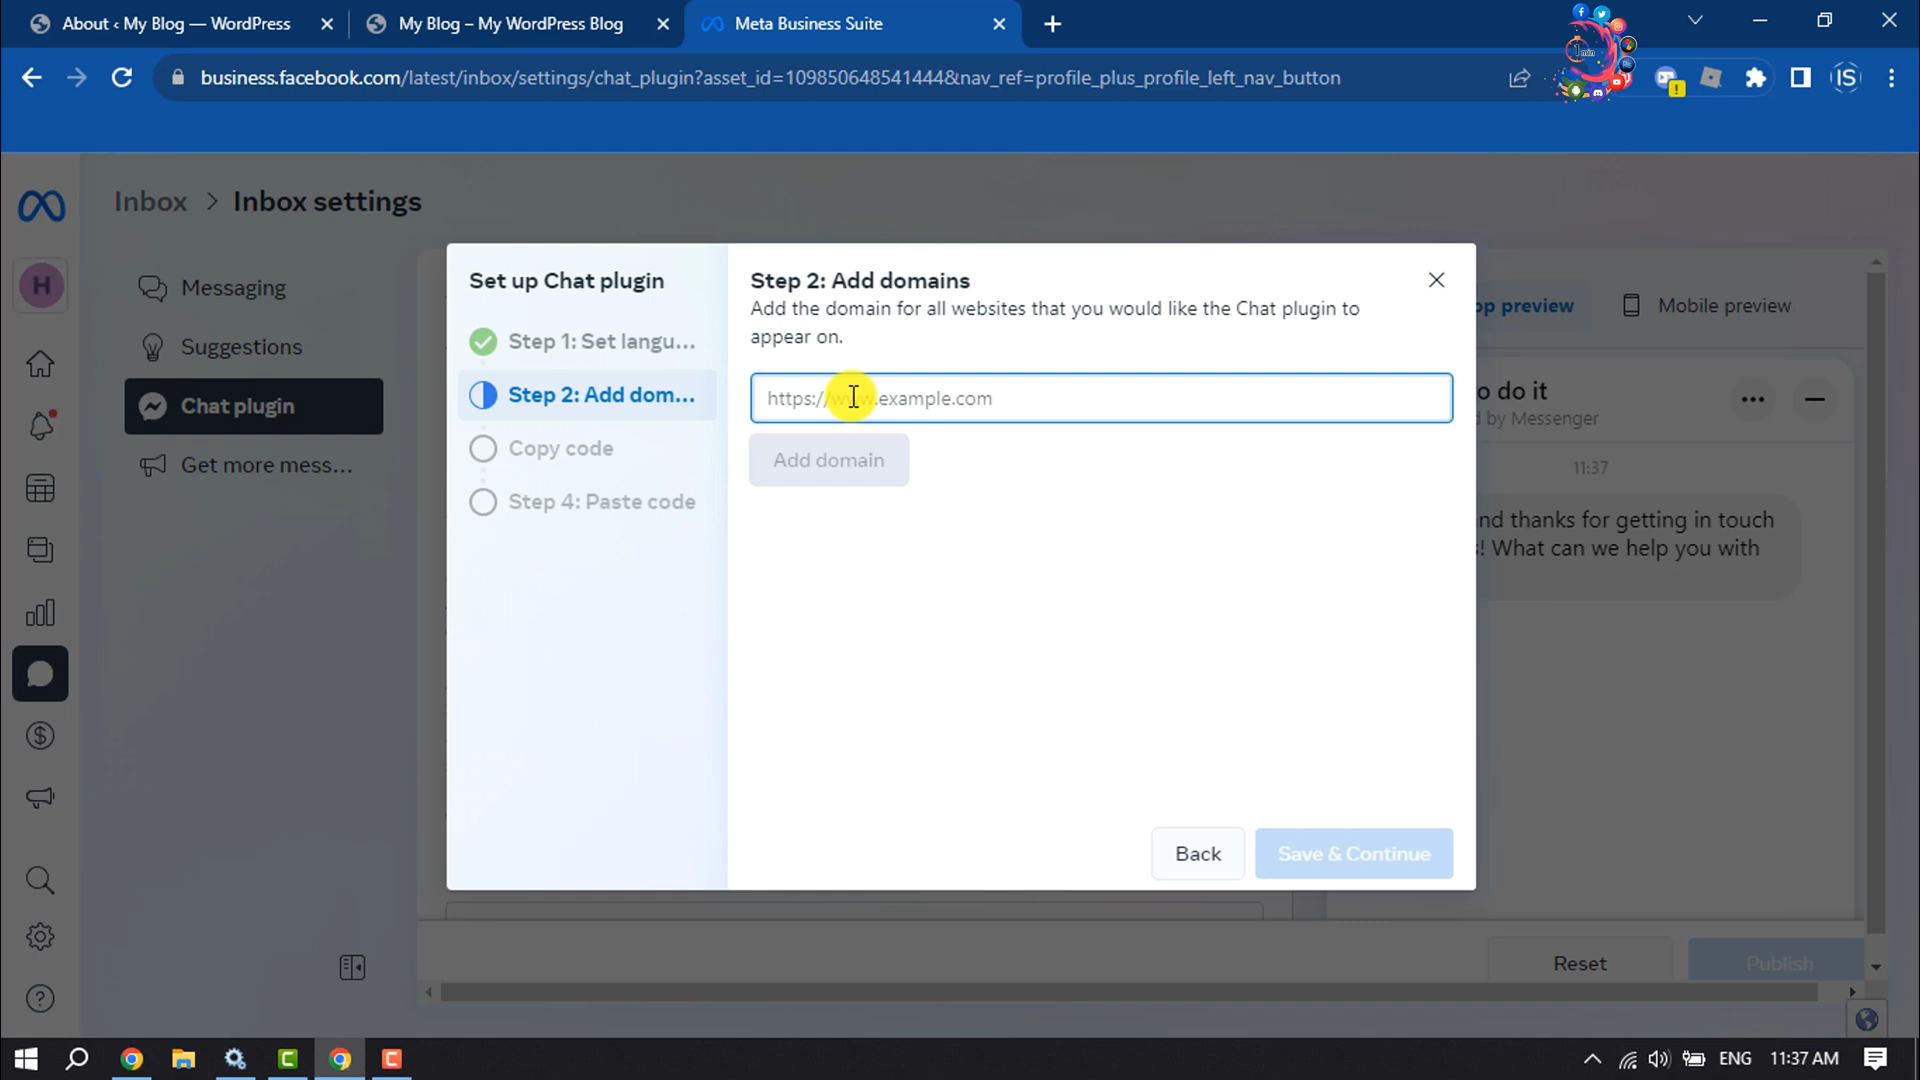 About ‹ My Blog — WordPress
My Blog – My WordPress Blog
Meta Business Suite
business.facebook.com/latest/inbox/settings/chat_plugin?asset_id=109850648541444&nav_ref=profile_plus_profile_left_nav_button
1min
IS
Inbox > Inbox settings
H
Messaging
Suggestions
Chat plugin
Get more mess...
Set up Chat plugin
Step 1: Set langu...
Step 2: Add dom...
Copy code
Step 4: Paste code
Step 2: Add domains
Add the domain for all websites that you would like the Chat plugin to
appear on.
https://www.example.com
Add domain
Back
Save & Continue
op preview
Mobile preview
o do it
d by Messenger
11:37
nd thanks for getting in touch
s! What can we help you with
Reset
Publish
ENG
11:37 AM